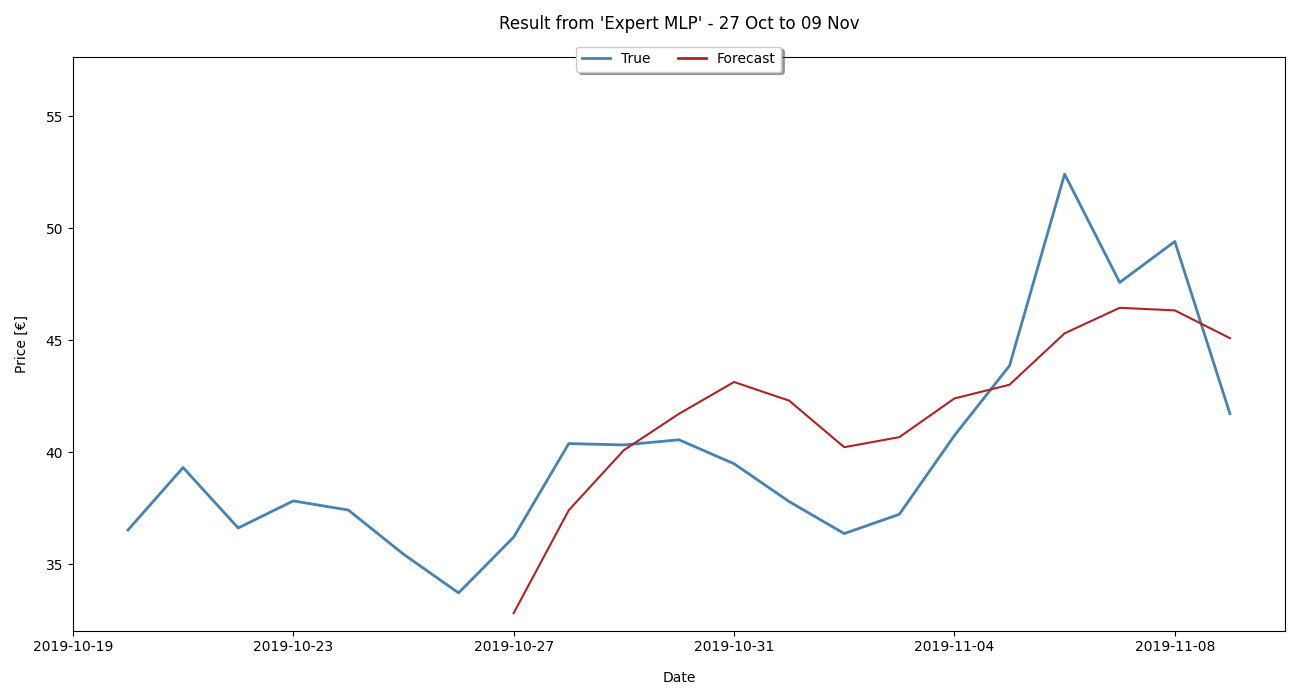 Result from 'Expert MLP' - 27 Oct to 09 Nov
True Forecast
55
50
45
40
35
Price [€]
2019-10-19 2019-10-23 2019-10-27 2019-10-31 2019-11-04 2019-11-08
Date